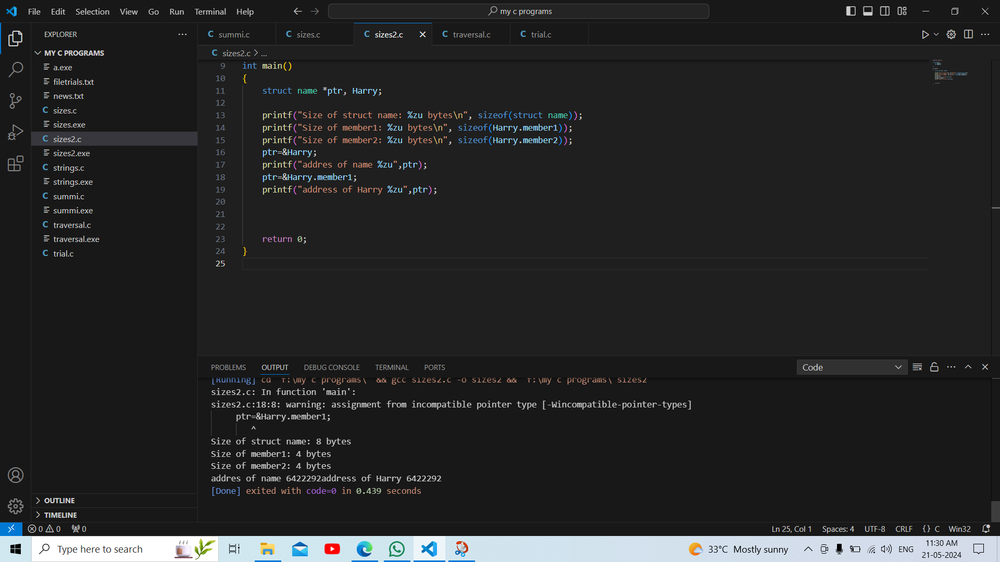 File Edit Selection View Go Run Terminal Help
my c programs
EXPLORER
MY C PROGRAMS
a.exe
filetrials.txt
news.txt
sizes.c
sizes.exe
sizes2.c
sizes2.exe
strings.c
strings.exe
summi.c
summi.exe
traversal.c
traversal.exe
trial.c
OUTLINE
TIMELINE
summi.c sizes.c sizes2.c traversal.c trial.c
sizes2.c > ...
9 int main()
10 {
11 struct name *ptr, Harry;
12
13 printf("Size of struct name: %zu bytes\n", sizeof(struct name));
14 printf("Size of member1: %zu bytes\n", sizeof(Harry.member1));
15 printf("Size of member2: %zu bytes\n", sizeof(Harry.member2));
16 ptr=&Harry;
17 printf("addres of name %zu",ptr);
18 ptr=&Harry.member1;
19 printf("address of Harry %zu",ptr);
20
21
22
23 return 0;
24 }
25
PROBLEMS OUTPUT DEBUG CONSOLE TERMINAL PORTS
Code
[Running] cd "f:\my c programs\" && gcc sizes2.c -o sizes2 && "f:\my c programs\"sizes2
sizes2.c: In function 'main':
sizes2.c:18:8: warning: assignment from incompatible pointer type [-Wincompatible-pointer-types]
ptr=&Harry.member1;
^
Size of struct name: 8 bytes
Size of member1: 4 bytes
Size of member2: 4 bytes
addres of name 6422292address of Harry 6422292
[Done] exited with code=0 in 0.439 seconds
0 0 0
Ln 25, Col 1 Spaces: 4 UTF-8 CRLF {} C Win32
Type here to search
33°C Mostly sunny
ENG
11:30 AM
21-05-2024